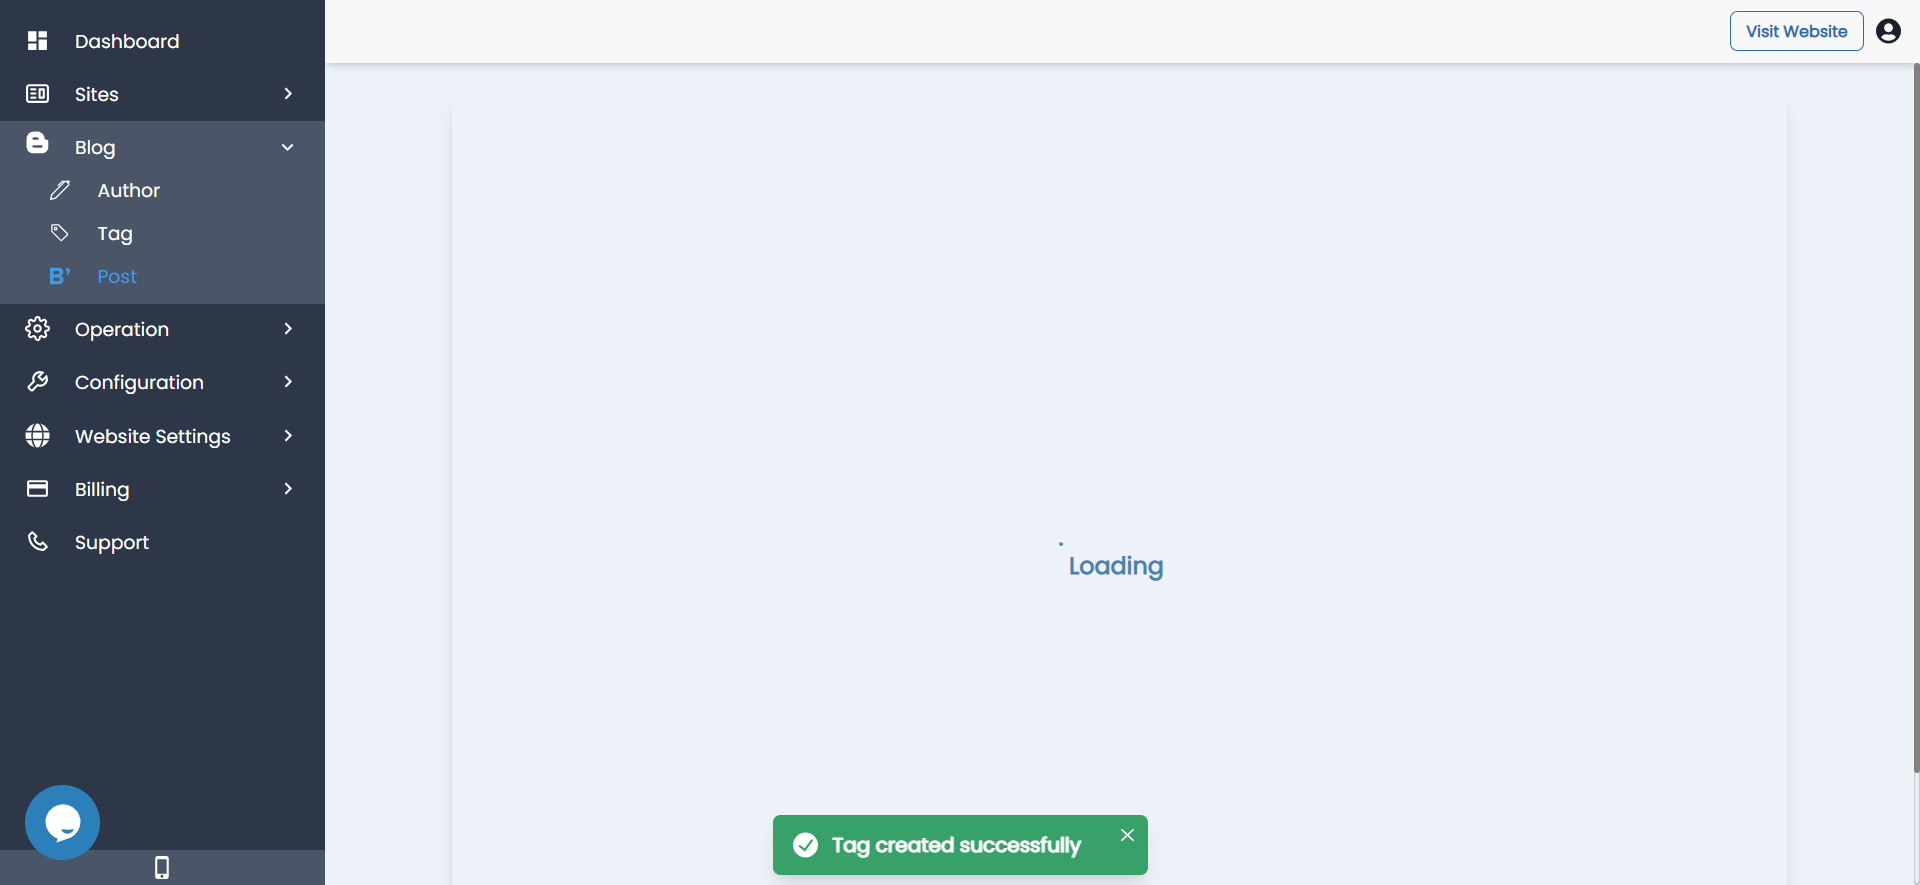 Dashboard
Sites
Blog
Author
Tag
Post
Operation
Configuration
Website Settings
Billing
Support
Visit Website
Loading
Tag created successfully